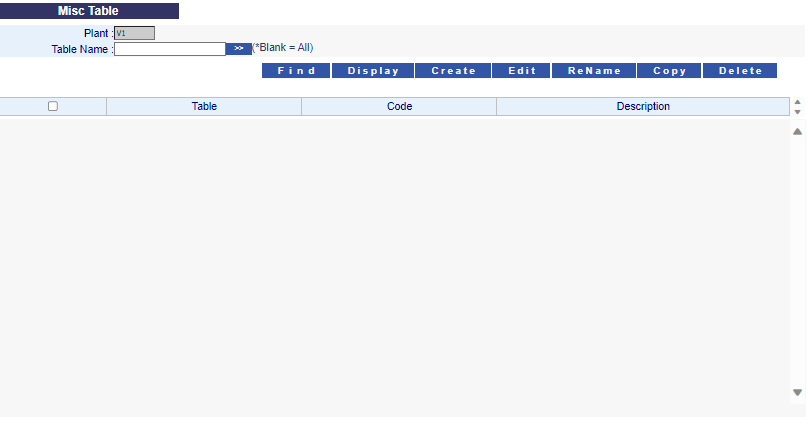 Misc Table
Plant : V1
Table Name : >> (*Blank = All)
Find Display Create Edit ReName Copy Delete
Table Code Description